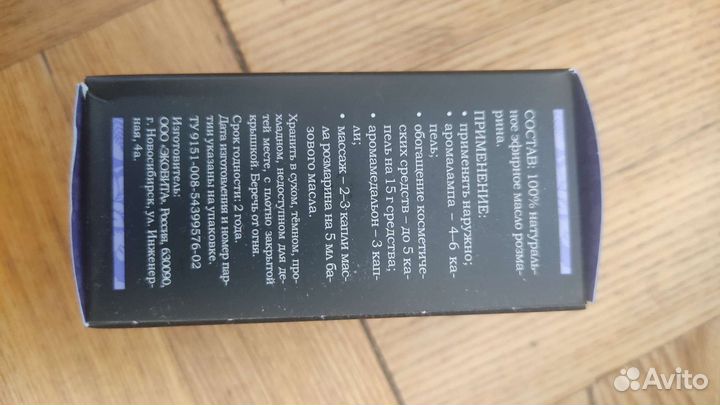 СОСТАВ: 100% натураль-
ное эфирное масло розма-
рина.
ПРИМЕНЕНИЕ:
• применять наружно;
• аромалампа – 4–6 ка-
пель;
• обогащение косметиче-
ских средств – до 5 ка-
пель на 15 г средства;
• аромамедальон – 3 кап-
ли;
• массаж – 2–3 капли мас-
ла розмарина на 5 мл ба-
зового масла.
Хранить в сухом, тёмном, про-
хладном, недоступном для де-
тей месте, с плотно закрытой
крышкой. Беречь от огня.
Срок годности: 2 года.
Дата изготовления и номер пар-
тии указаны на упаковке.
ТУ 9151-008-54399576-02
Изготовитель:
ООО «ЭКОВИТА», Россия, 630090,
г. Новосибирск, ул. Инженер-
ная, 4а.
Avito